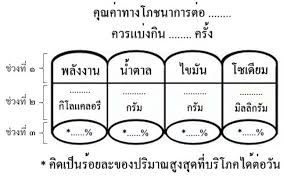 คุณค่าทางโภชนาการต่อ ........
ควรแบ่งกิน ........ ครั้ง
ช่วงที่ ๑ พลังงาน น้ำตาล ไขมัน โซเดียม
ช่วงที่ ๒ ........ ........ ........ ........
กิโลแคลอรี กรัม กรัม มิลลิกรัม
ช่วงที่ ๓ *.....% *.....% *.....% *.....%
* คิดเป็นร้อยละของปริมาณสูงสุดที่บริโภคได้ต่อวัน